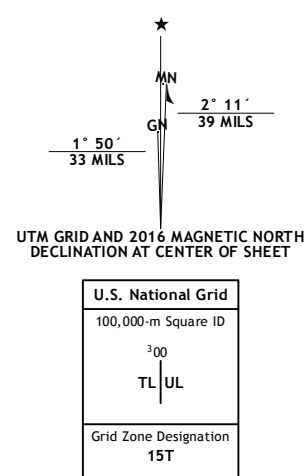 ★
MN
2° 11´
39 MILS
GN
1° 50´
33 MILS
UTM GRID AND 2016 MAGNETIC NORTH
DECLINATION AT CENTER OF SHEET
U.S. National Grid
100,000-m Square ID
³00
TL UL
Grid Zone Designation
15T